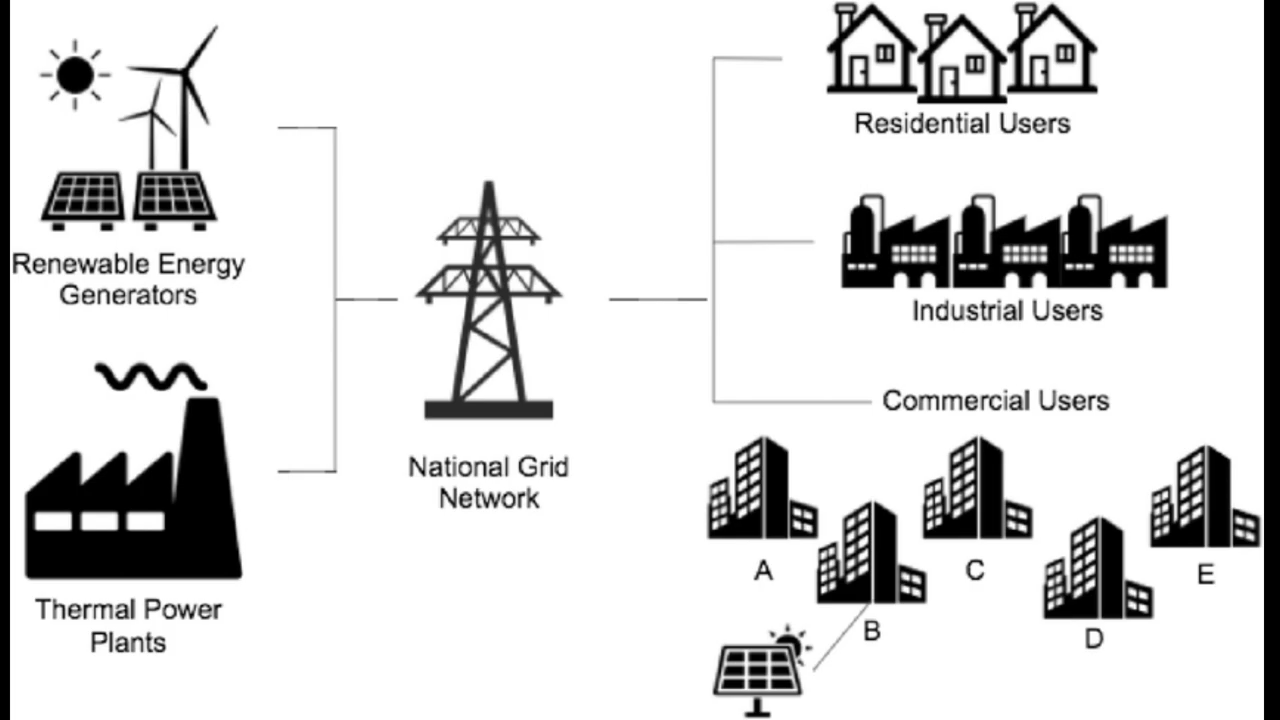 Renewable Energy
Generators
Thermal Power
Plants
National Grid
Network
Residential Users
Industrial Users
Commercial Users
A
B
C
D
E